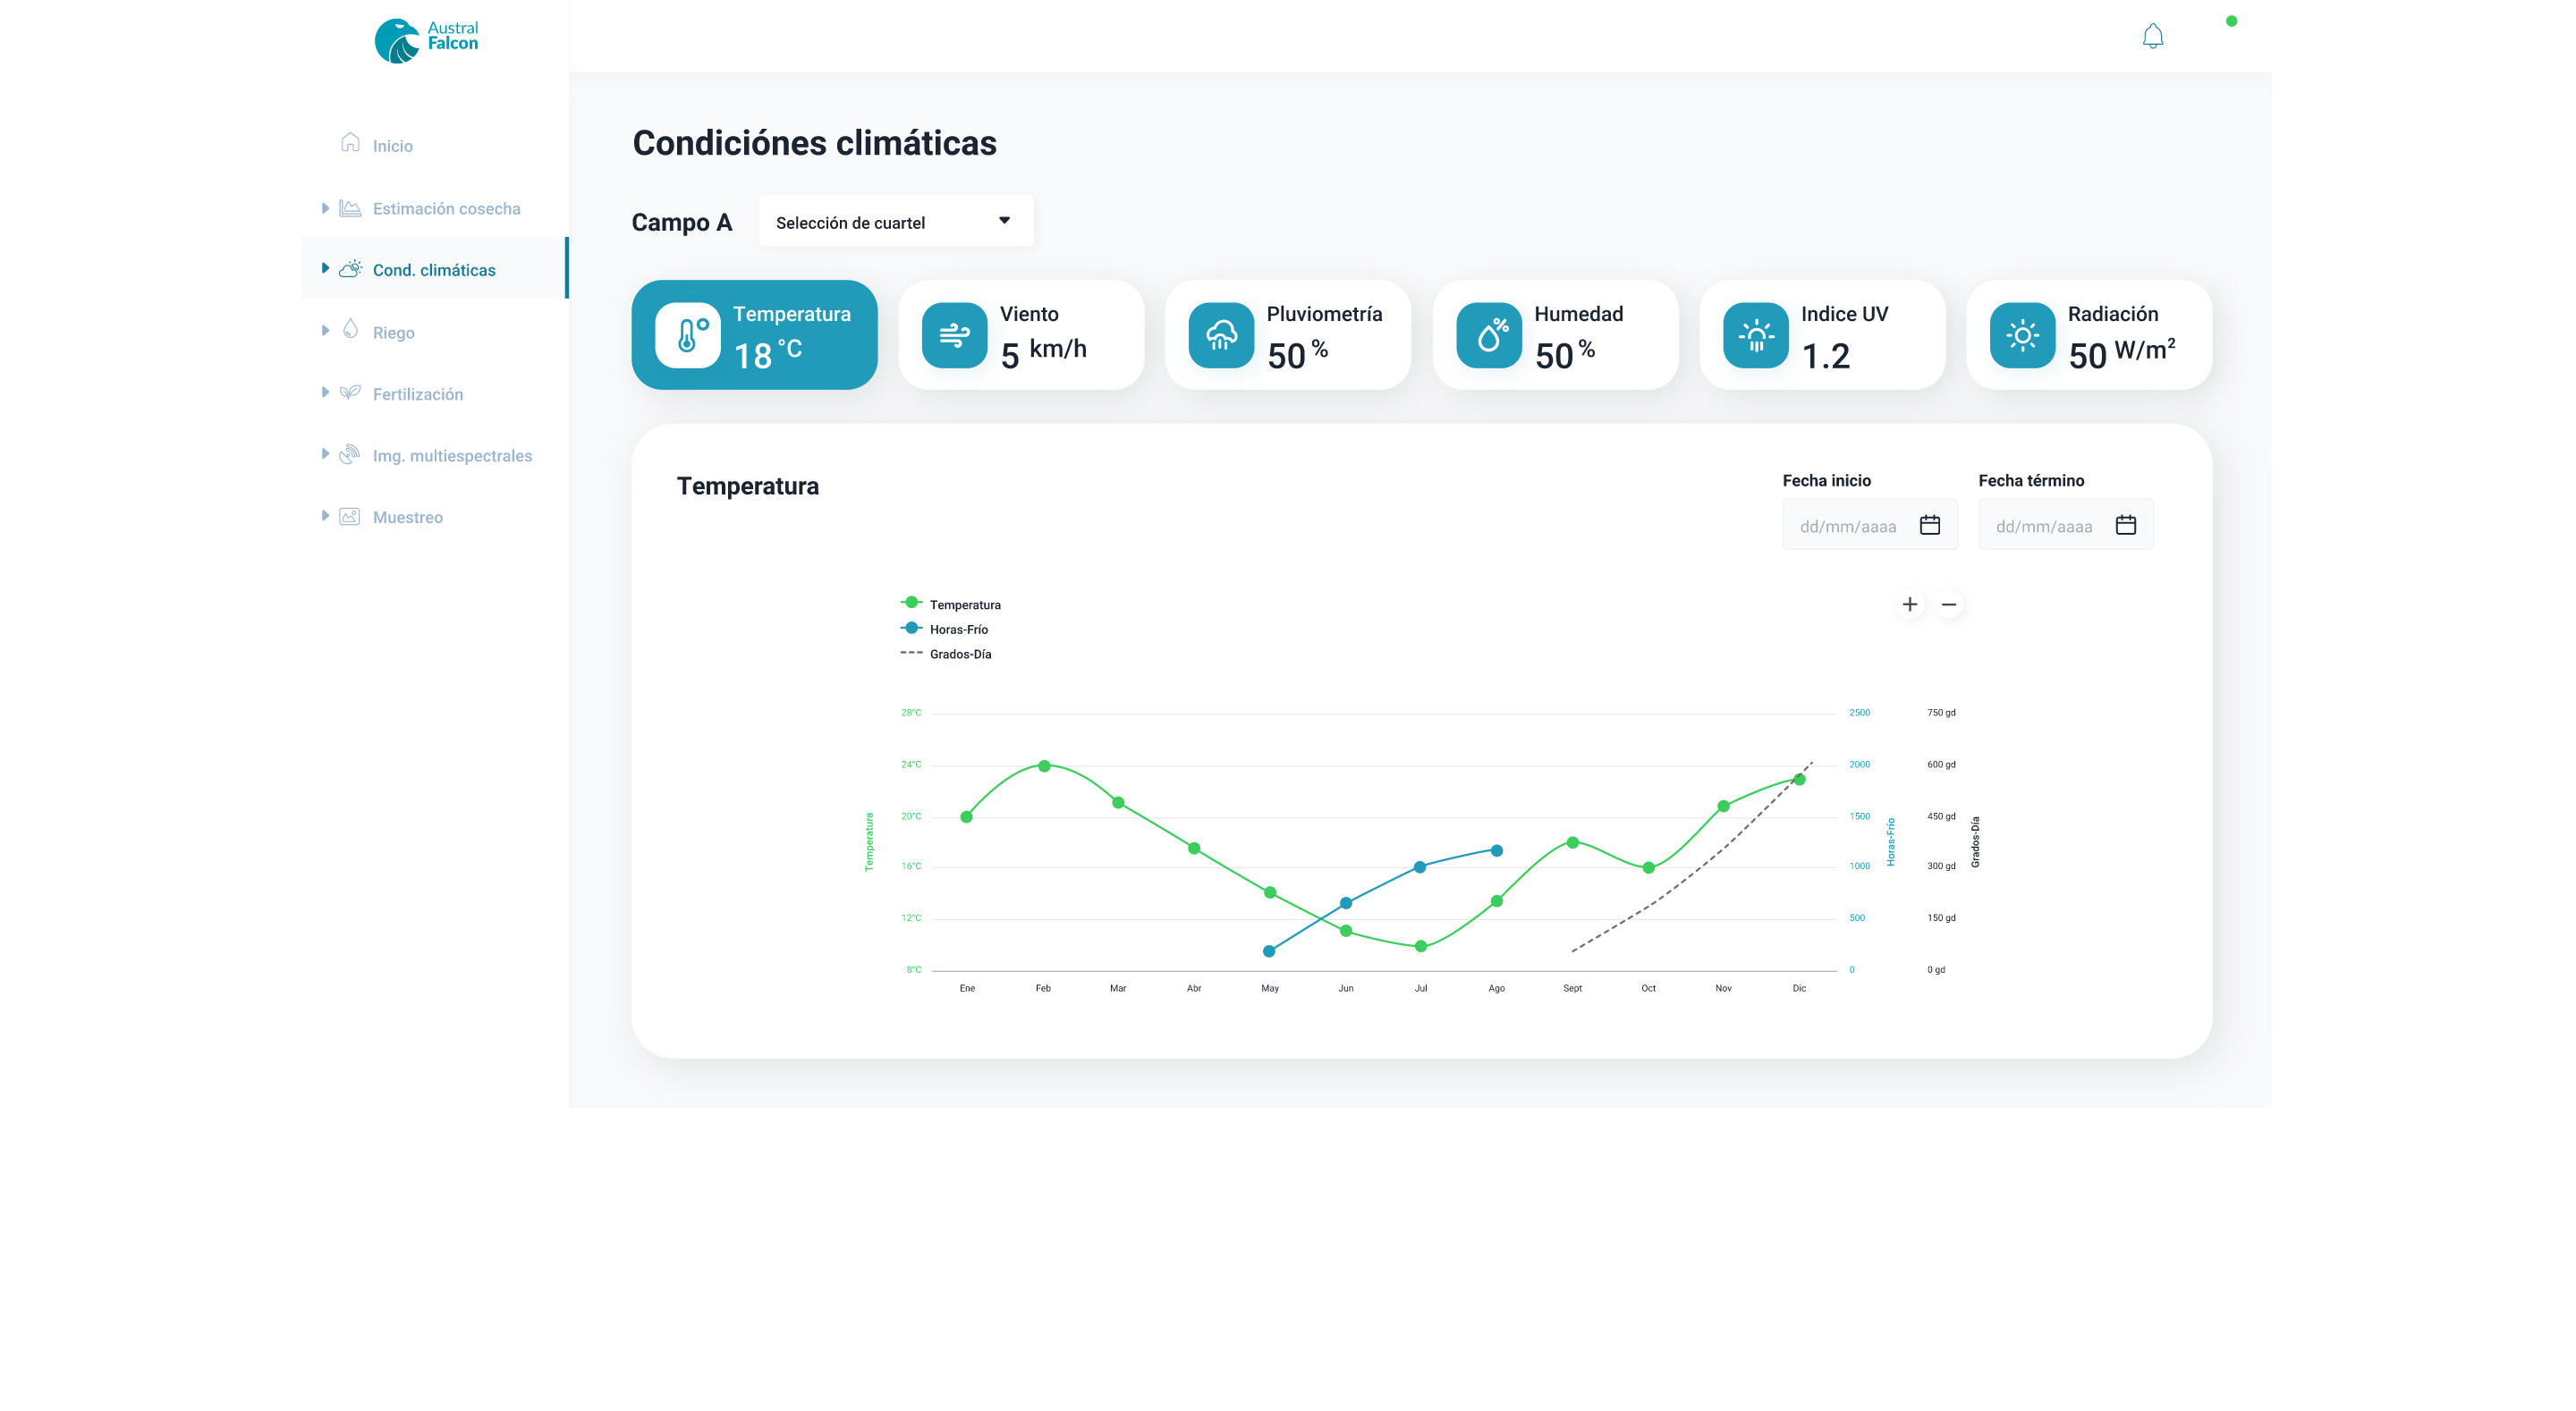 Austral
Falcon
Inicio
Estimación cosecha
Cond. climáticas
Riego
Fertilización
Img. multiespectrales
Muestreo
Condiciónes climáticas
Campo A
Selección de cuartel
Temperatura
18 °C
Viento
5 km/h
Pluviometría
50 %
Humedad
50 %
Indice UV
1.2
Radiación
50 W/m²
Temperatura
Fecha inicio
Fecha término
dd/mm/aaaa
dd/mm/aaaa
Temperatura
Horas-Frío
Grados-Día
28°C
24°C
20°C
16°C
12°C
8°C
Temperatura
2500
2000
1500
1000
500
0
Horas-Frío
750 gd
600 gd
450 gd
300 gd
150 gd
0 gd
Grados-Día
Ene Feb Mar Abr May Jun Jul Ago Sept Oct Nov Dic